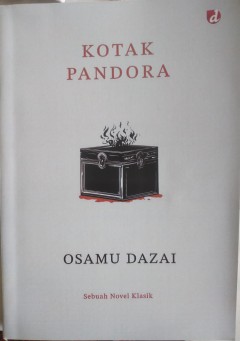 d
KOTAK
PANDORA
OSAMU DAZAI
Sebuah Novel Klasik